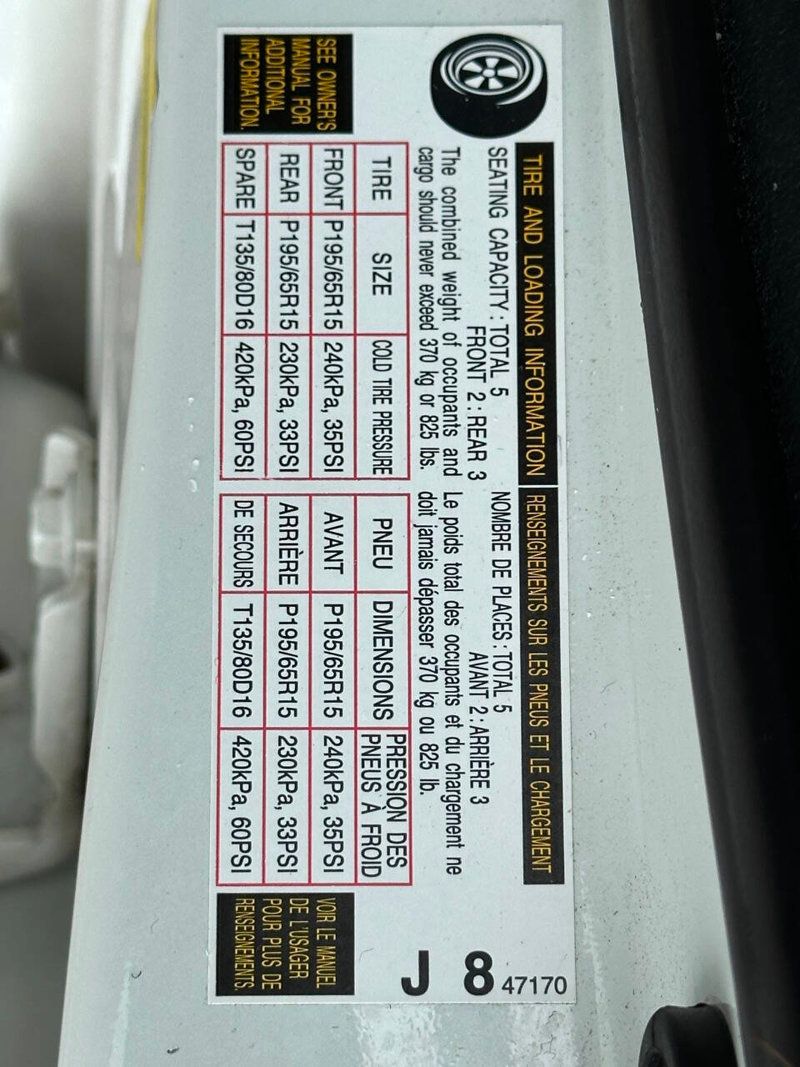 TIRE AND LOADING INFORMATION
RENSEIGNEMENTS SUR LES PNEUS ET LE CHARGEMENT
SEATING CAPACITY : TOTAL 5
FRONT 2 : REAR 3
The combined weight of occupants and
cargo should never exceed 370 kg or 825 lbs.
NOMBRE DE PLACES : TOTAL 5
AVANT 2 : ARRIÈRE 3
Le poids total des occupants et du chargement ne
doit jamais dépasser 370 kg ou 825 lb.
8 47170
J
SEE OWNER'S
MANUAL FOR
ADDITIONAL
INFORMATION.
TIRE SIZE COLD TIRE PRESSURE
FRONT P195/65R15 240kPa, 35PSI
REAR P195/65R15 230kPa, 33PSI
SPARE T135/80D16 420kPa, 60PSI
PNEU DIMENSIONS PRESSION DES
PNEUS À FROID
AVANT P195/65R15 240kPa, 35PSI
ARRIÈRE P195/65R15 230kPa, 33PSI
DE SECOURS T135/80D16 420kPa, 60PSI
VOIR LE MANUEL
DE L'USAGER
POUR PLUS DE
RENSEIGNEMENTS.